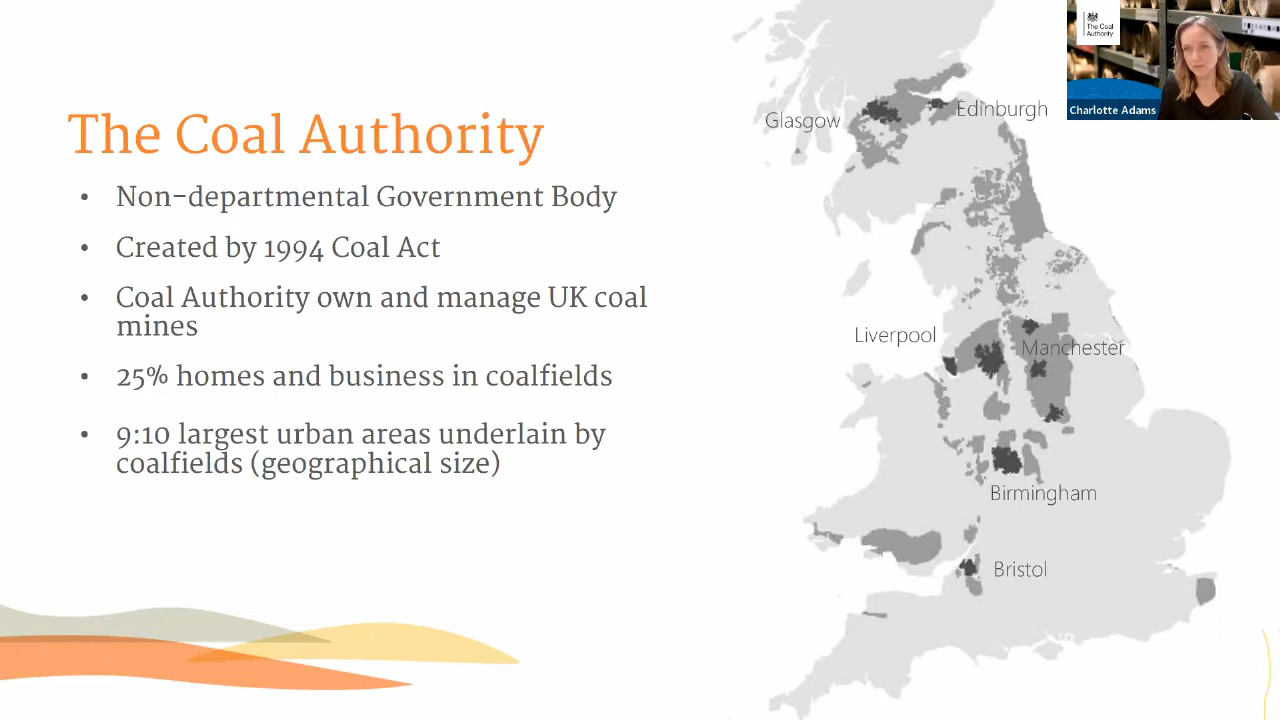 The Coal Authority
• Non-departmental Government Body
• Created by 1994 Coal Act
• Coal Authority own and manage UK coal
mines
• 25% homes and business in coalfields
• 9:10 largest urban areas underlain by
coalfields (geographical size)
Glasgow
Edinburgh
Liverpool
Manchester
Birmingham
Bristol
The Coal
Authority
Charlotte Adams